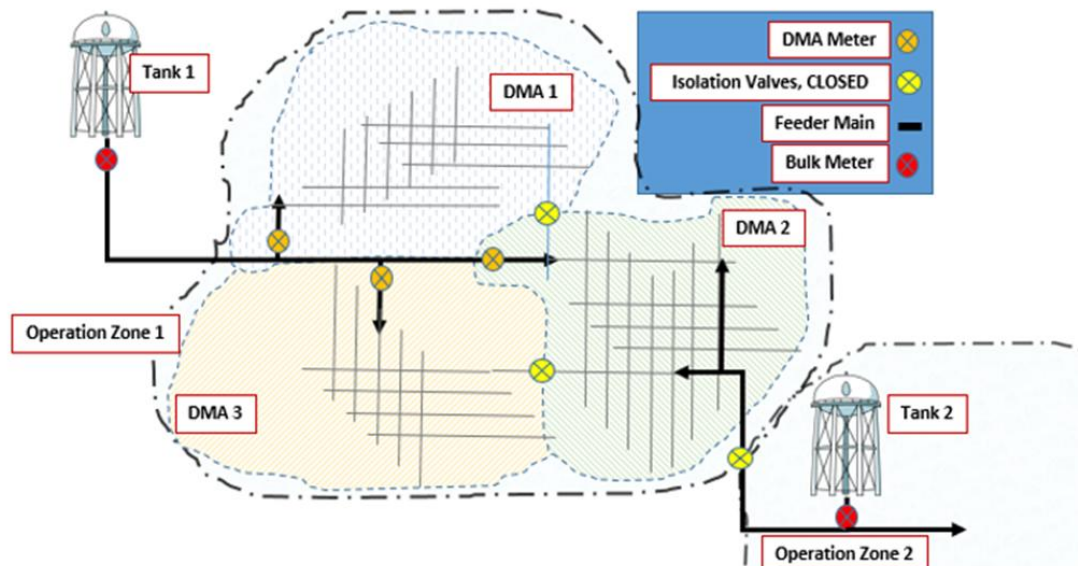 DMA Meter
Tank 1
Isolation Valves, CLOSED
DMA 1
Feeder Main
Bulk Meter
DMA 2
Operation Zone 1
DMA 3
Tank 2
Operation Zone 2